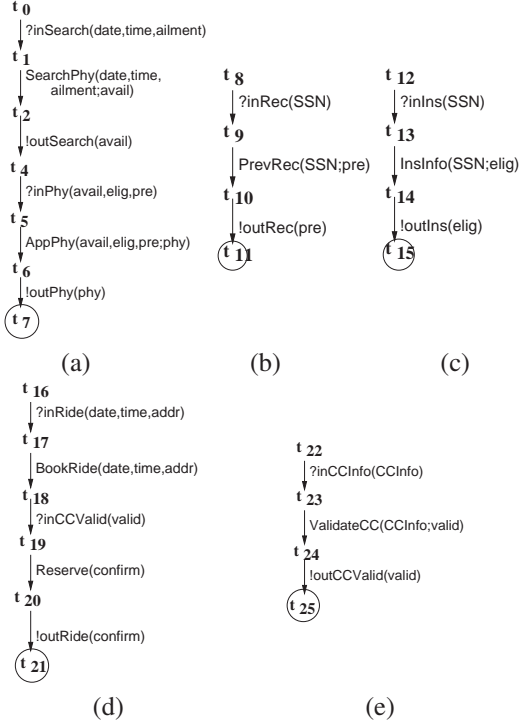 t 0
?inSearch(date,time,ailment)
t 1
SearchPhy(date,time,
ailment;avail)
t 2
!outSearch(avail)
t 4
?inPhy(avail,elig,pre)
t 5
AppPhy(avail,elig,pre;phy)
t 6
!outPhy(phy)
t 7
(a)
t 8
?inRec(SSN)
t 9
PrevRec(SSN;pre)
t 10
!outRec(pre)
t 11
(b)
t 12
?inIns(SSN)
t 13
InsInfo(SSN;elig)
t 14
!outIns(elig)
t 15
(c)
t 16
?inRide(date,time,addr)
t 17
BookRide(date,time,addr)
t 18
?inCCValid(valid)
t 19
Reserve(confirm)
t 20
!outRide(confirm)
t 21
(d)
t 22
?inCCInfo(CCInfo)
t 23
ValidateCC(CCInfo;valid)
t 24
!outCCValid(valid)
t 25
(e)